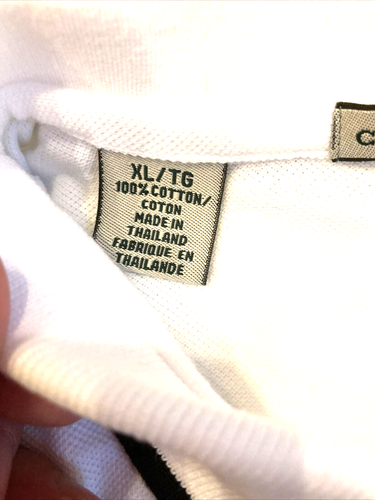 XL/TG
100% COTTON/
COTON
MADE IN
THAILAND
FABRIQUE EN
THAILANDE